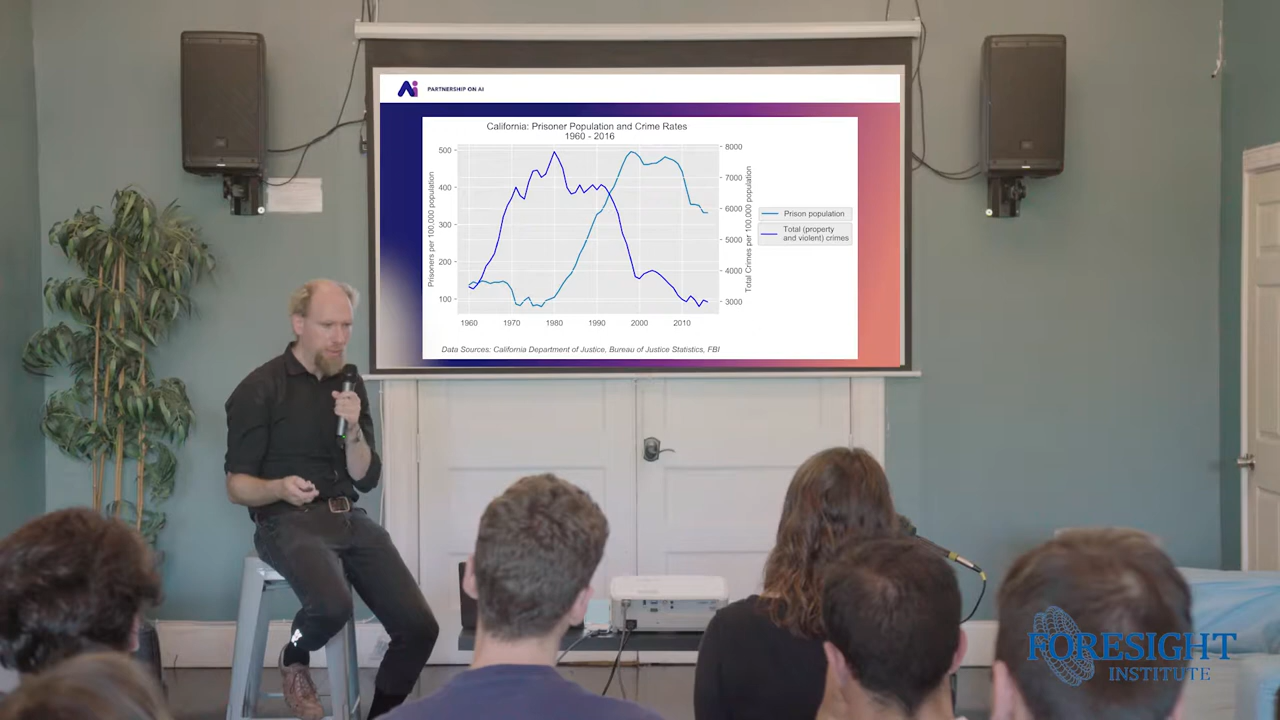 PARTNERSHIP ON AI
California: Prisoner Population and Crime Rates
1960 - 2016
Prisoners per 100,000 population
500
400
300
200
100
8000
7000
6000
5000
4000
3000
Total Crimes per 100,000 population
1960
1970
1980
1990
2000
2010
Prison population
Total (property
and violent) crimes
Data Sources: California Department of Justice, Bureau of Justice Statistics, FBI
FORESIGHT
INSTITUTE